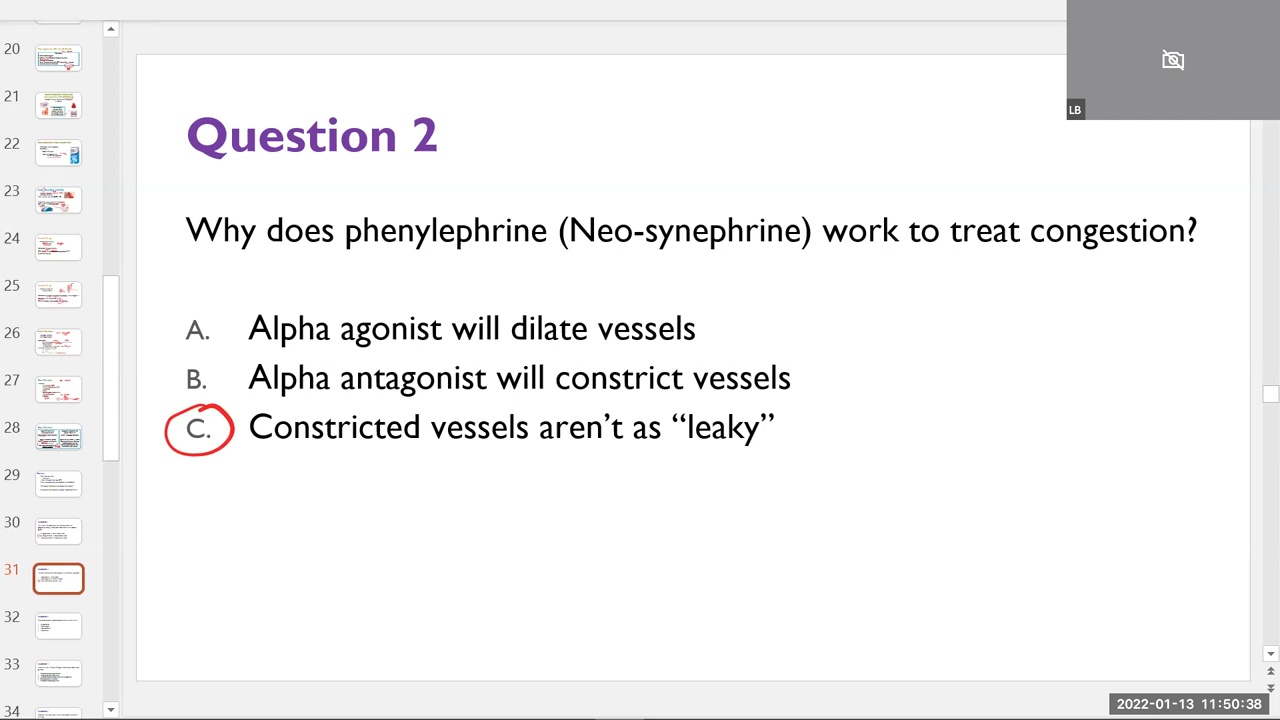 20
21
22
23
24
25
26
27
28
29
30
31
32
33
34
LB
Question 2
Why does phenylephrine (Neo-synephrine) work to treat congestion?
A. Alpha agonist will dilate vessels
B. Alpha antagonist will constrict vessels
C. Constricted vessels aren’t as “leaky”
2022-01-13 11:50:38